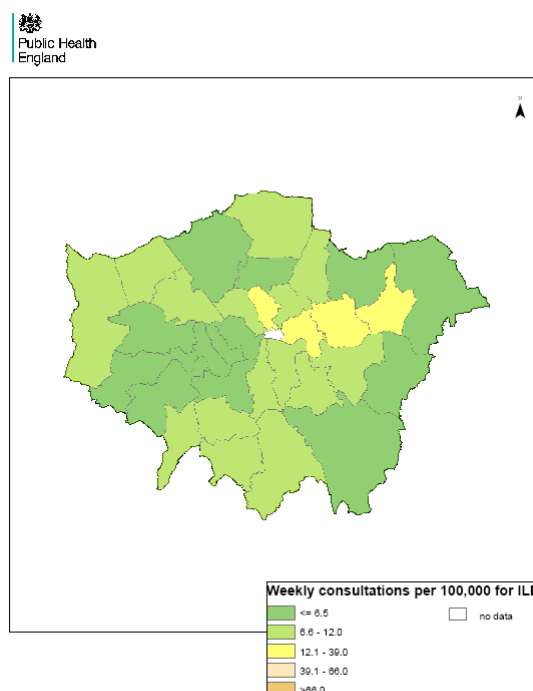 Public Health
England
N
Weekly consultations per 100,000 for ILI
<= 6.5
no data
6.6 - 12.0
12.1 - 39.0
39.1 - 66.0
>66.0